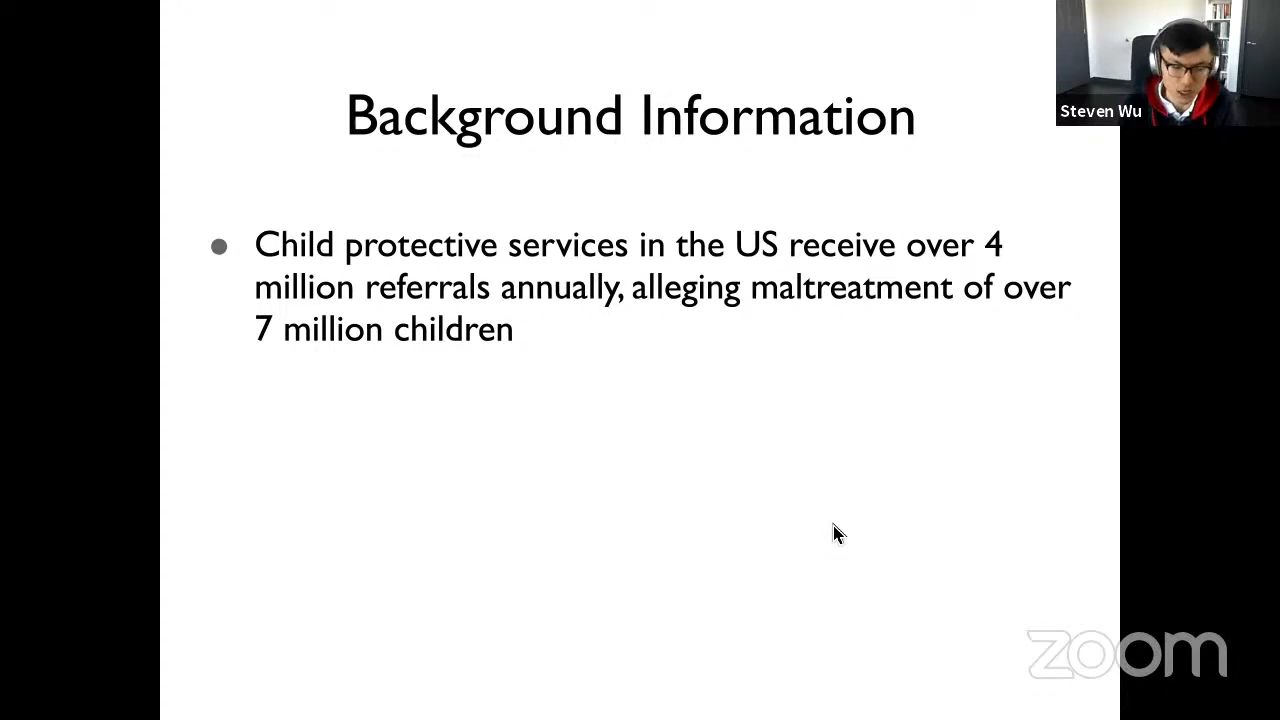 Background Information
Steven Wu
Child protective services in the US receive over 4
million referrals annually, alleging maltreatment of over
7 million children
zoom